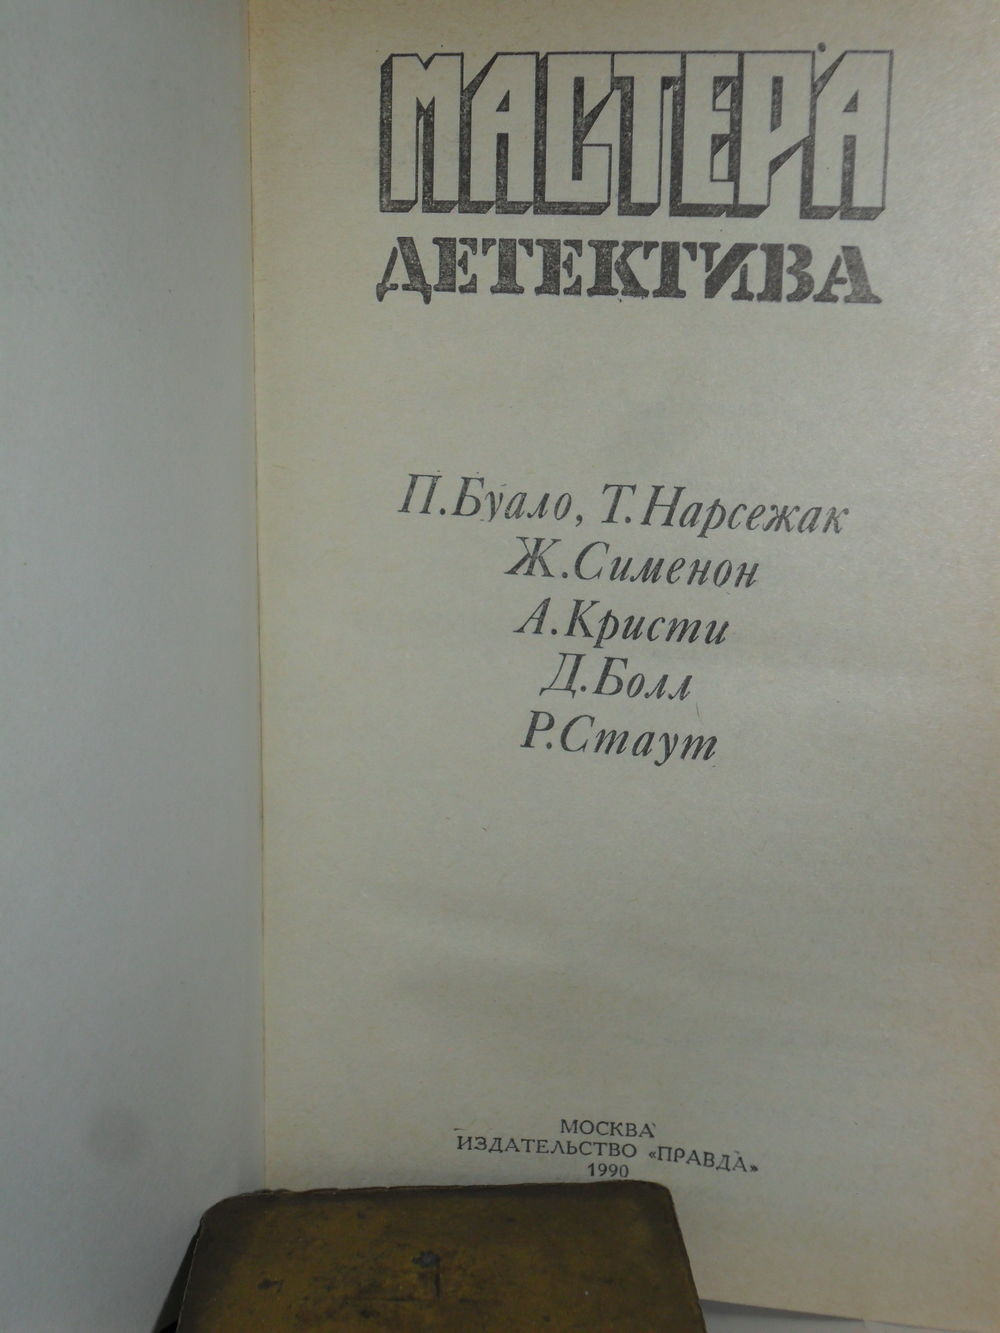 МАСТЕРА
ДЕТЕКТИВА
П.Буало, Т.Нарсежак
Ж.Сименон
А.Кристи
Д.Болл
Р.Стаут
МОСКВА
ИЗДАТЕЛЬСТВО «ПРАВДА»
1990